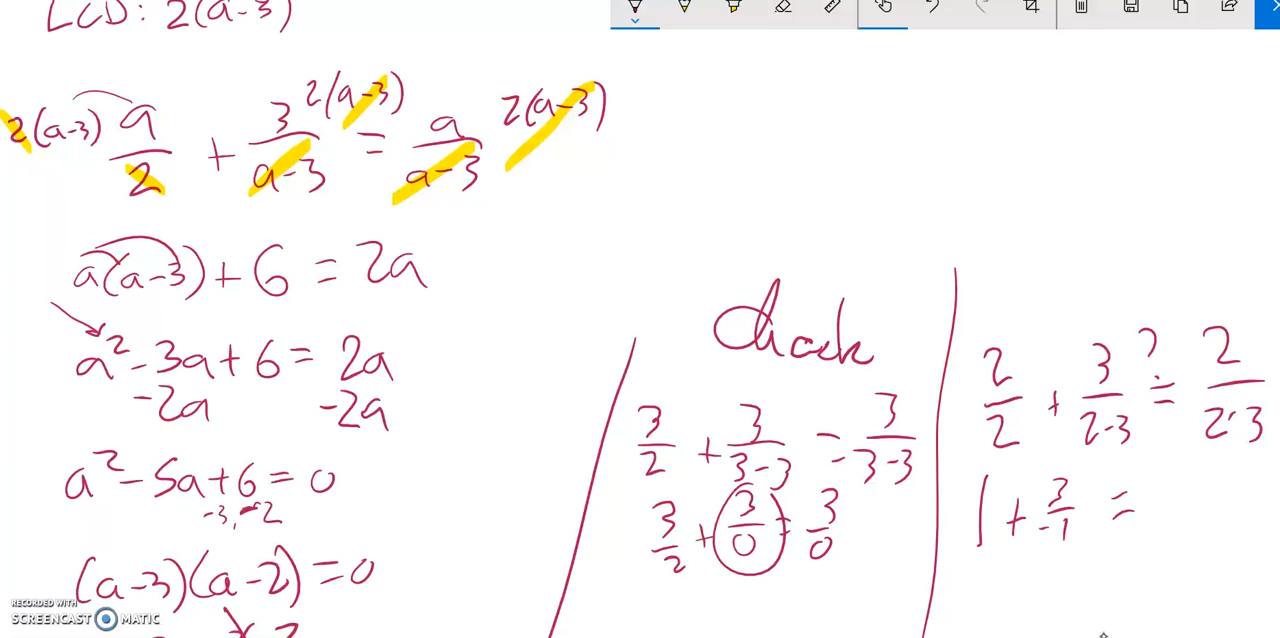 LCD: 2(a-3)
2(a-3) a/2 + 3/(a-3) 2(a-3) = a/(a-3) 2(a-3)
a(a-3) + 6 = 2a
a² - 3a + 6 = 2a
-2a -2a
a² - 5a + 6 = 0
-3, -2
(a-3)(a-2) = 0
check
3/2 + 3/(3-3) = 3/(3-3)
3/2 + 3/0 = 3/0
2/2 + 3/(2-3) ≟ 2/(2-3)
1 + 3/-1 =
RECORDED WITH
SCREENCAST MATIC